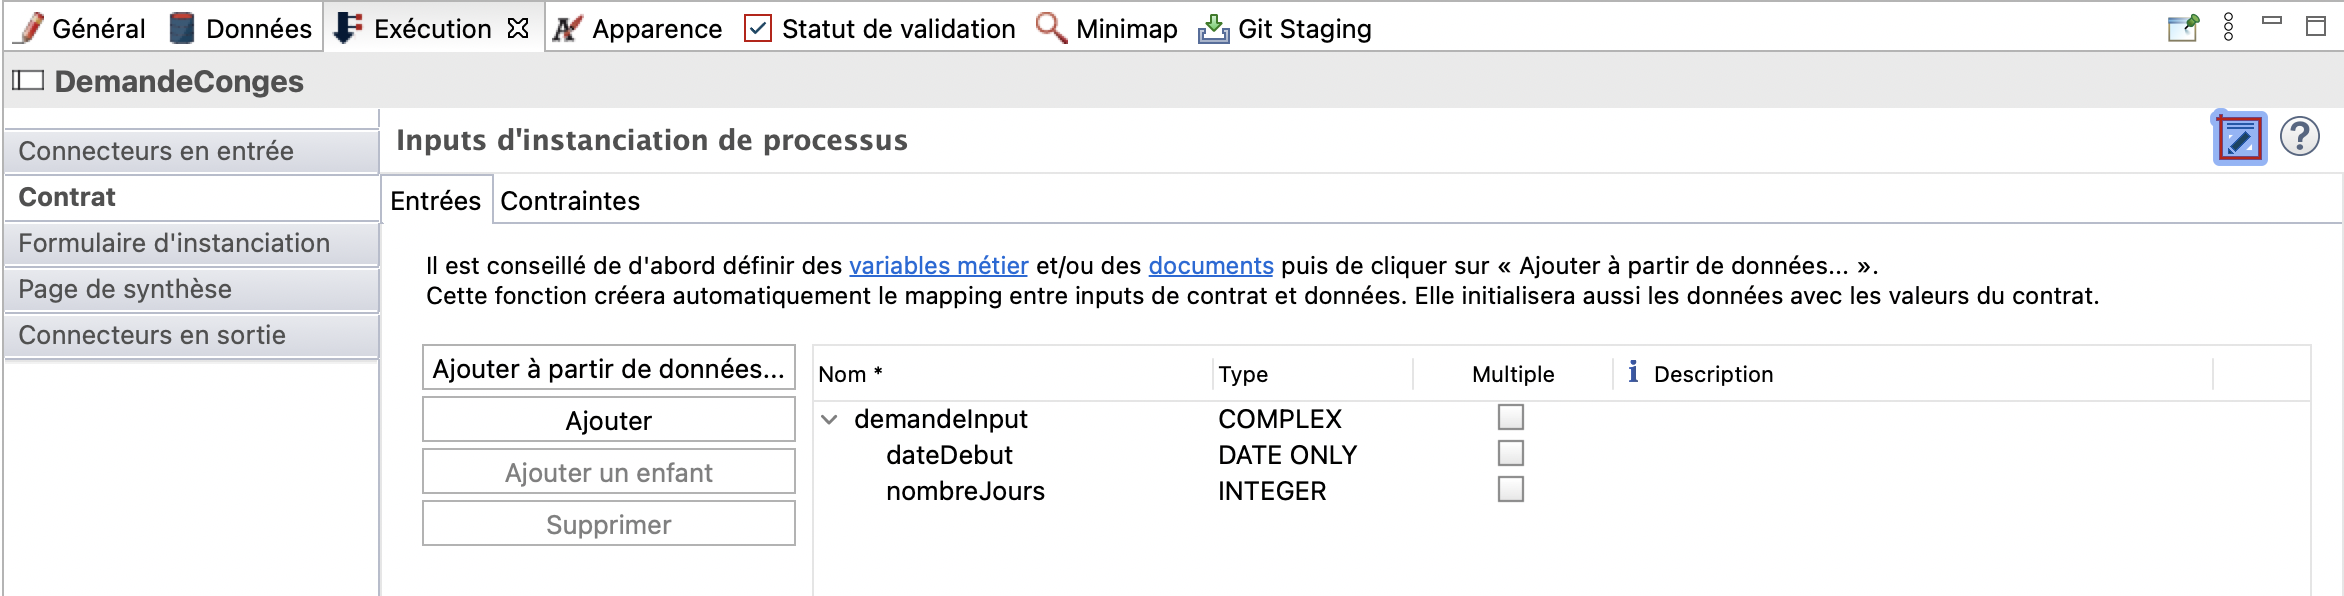 Général Données Exécution Apparence Statut de validation Minimap Git Staging
DemandeConges
Connecteurs en entrée
Contrat
Formulaire d'instanciation
Page de synthèse
Connecteurs en sortie
Inputs d'instanciation de processus
?
Entrées Contraintes
Il est conseillé de d'abord définir des variables métier et/ou des documents puis de cliquer sur « Ajouter à partir de données... ».
Cette fonction créera automatiquement le mapping entre inputs de contrat et données. Elle initialisera aussi les données avec les valeurs du contrat.
Ajouter à partir de données...
Ajouter
Ajouter un enfant
Supprimer
Nom * Type Multiple i Description
demandeInput COMPLEX
dateDebut DATE ONLY
nombreJours INTEGER